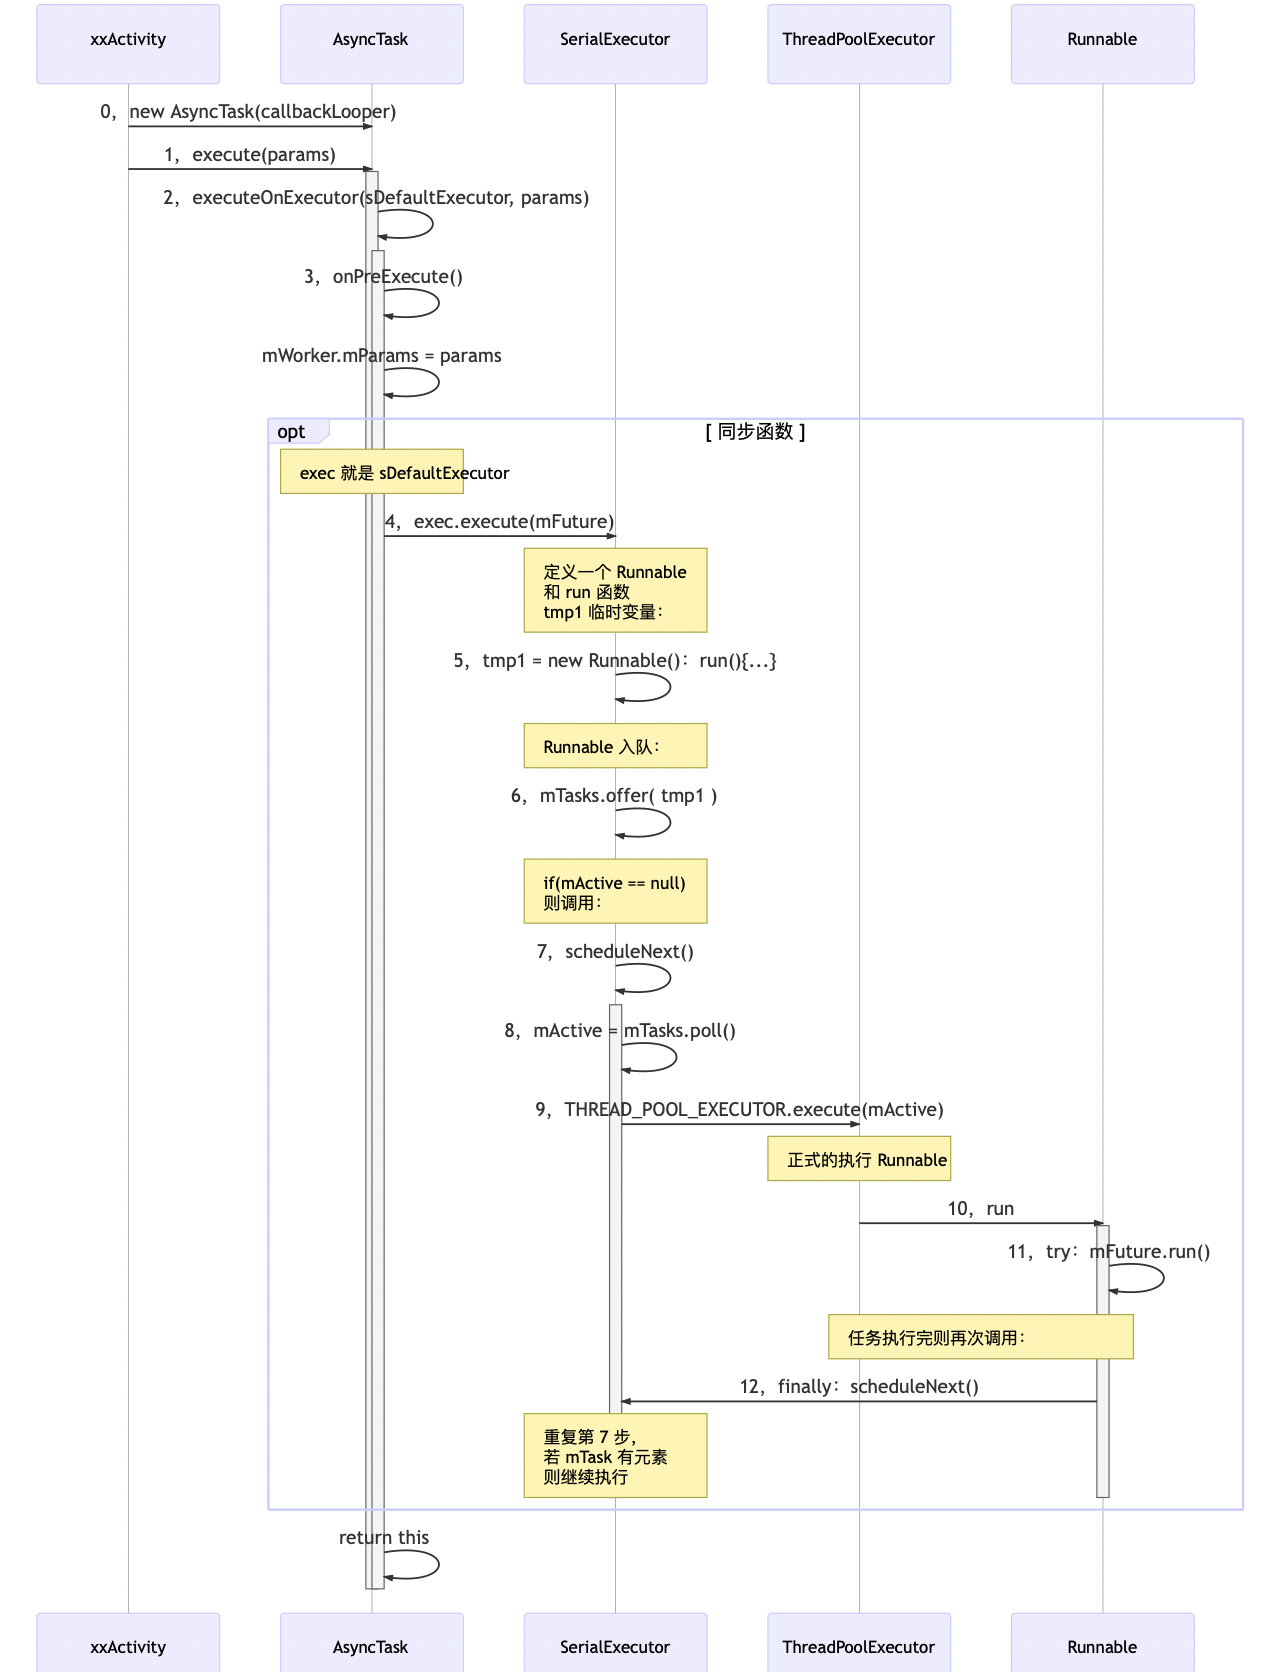 xxActivity
AsyncTask
SerialExecutor
ThreadPoolExecutor
Runnable
0，new AsyncTask(callbackLooper)
1，execute(params)
2，executeOnExecutor(sDefaultExecutor, params)
3，onPreExecute()
mWorker.mParams = params
opt
[ 同步函数 ]
exec 就是 sDefaultExecutor
4，exec.execute(mFuture)
定义一个 Runnable
和 run 函数
tmp1 临时变量：
5，tmp1 = new Runnable()：run(){...}
Runnable 入队：
6，mTasks.offer( tmp1 )
if(mActive == null)
则调用：
7，scheduleNext()
8，mActive = mTasks.poll()
9，THREAD_POOL_EXECUTOR.execute(mActive)
正式的执行 Runnable
10，run
11，try：mFuture.run()
任务执行完则再次调用：
12，finally：scheduleNext()
重复第 7 步，
若 mTask 有元素
则继续执行
return this
xxActivity
AsyncTask
SerialExecutor
ThreadPoolExecutor
Runnable